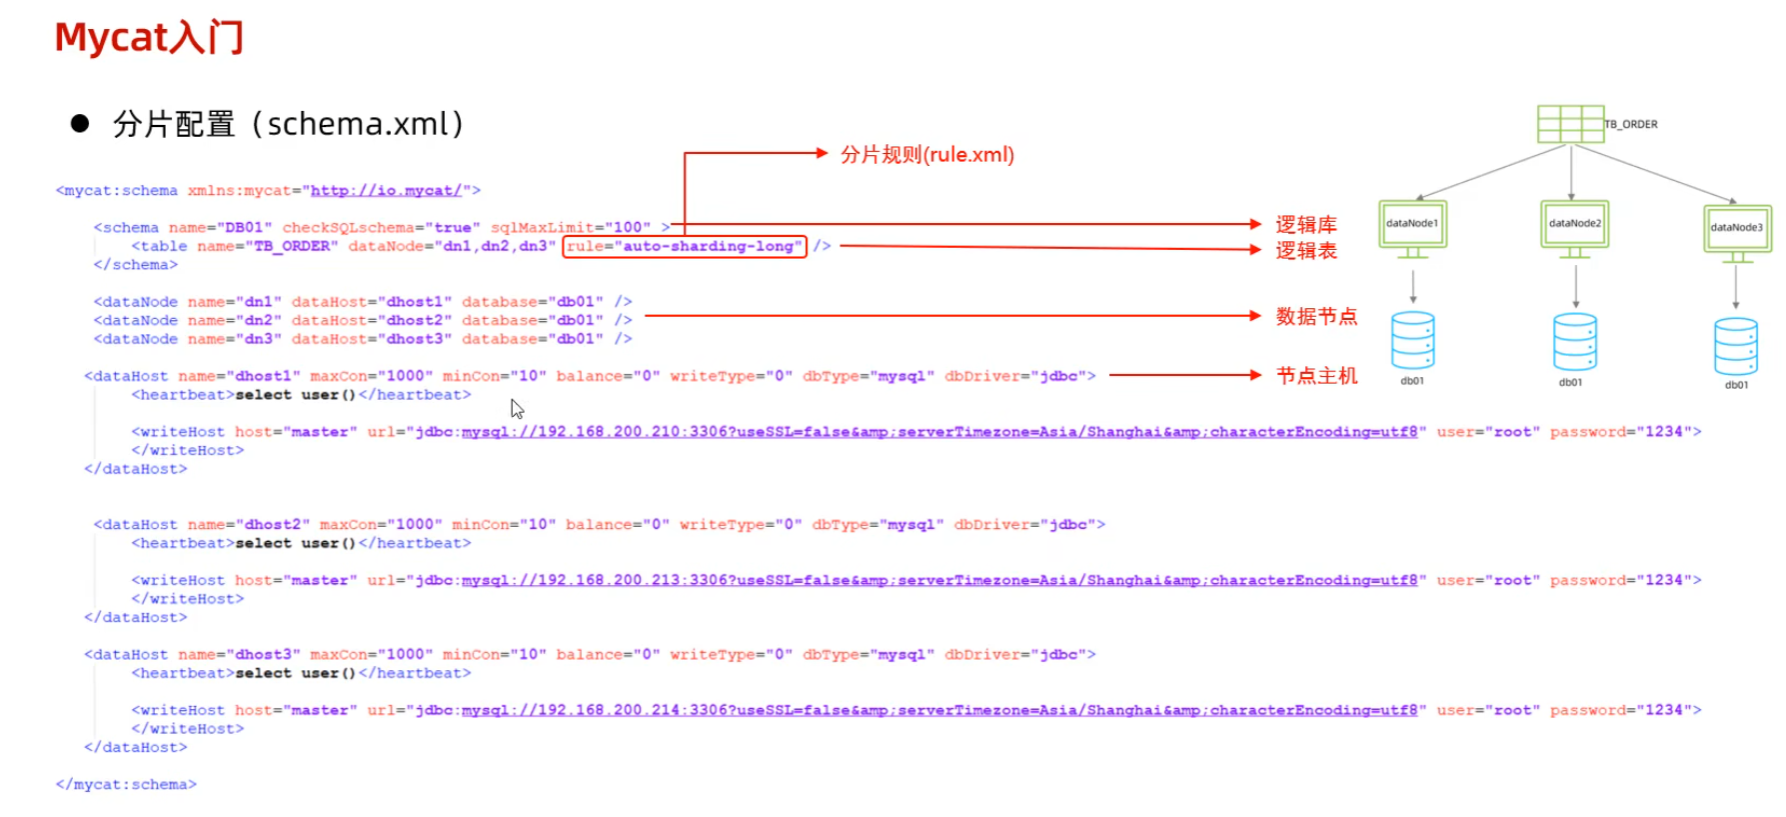 Mycat入门
● 分片配置（schema.xml）
分片规则(rule.xml)
<mycat:schema xmlns:mycat="http://io.mycat/">
<schema name="DB01" checkSQLschema="true" sqlMaxLimit="100" >
逻辑库
<table name="TB_ORDER" dataNode="dn1,dn2,dn3" rule="auto-sharding-long" />
逻辑表
</schema>
<dataNode name="dn1" dataHost="dhost1" database="db01" />
<dataNode name="dn2" dataHost="dhost2" database="db01" />
数据节点
<dataNode name="dn3" dataHost="dhost3" database="db01" />
<dataHost name="dhost1" maxCon="1000" minCon="10" balance="0" writeType="0" dbType="mysql" dbDriver="jdbc">
节点主机
<heartbeat>select user()</heartbeat>
<writeHost host="master" url="jdbc:mysql://192.168.200.210:3306?useSSL=false&amp;serverTimezone=Asia/Shanghai&amp;characterEncoding=utf8" user="root" password="1234">
</writeHost>
</dataHost>
<dataHost name="dhost2" maxCon="1000" minCon="10" balance="0" writeType="0" dbType="mysql" dbDriver="jdbc">
<heartbeat>select user()</heartbeat>
<writeHost host="master" url="jdbc:mysql://192.168.200.213:3306?useSSL=false&amp;serverTimezone=Asia/Shanghai&amp;characterEncoding=utf8" user="root" password="1234">
</writeHost>
</dataHost>
<dataHost name="dhost3" maxCon="1000" minCon="10" balance="0" writeType="0" dbType="mysql" dbDriver="jdbc">
<heartbeat>select user()</heartbeat>
<writeHost host="master" url="jdbc:mysql://192.168.200.214:3306?useSSL=false&amp;serverTimezone=Asia/Shanghai&amp;characterEncoding=utf8" user="root" password="1234">
</writeHost>
</dataHost>
</mycat:schema>
TB_ORDER
dataNode1
dataNode2
dataNode3
db01
db01
db01